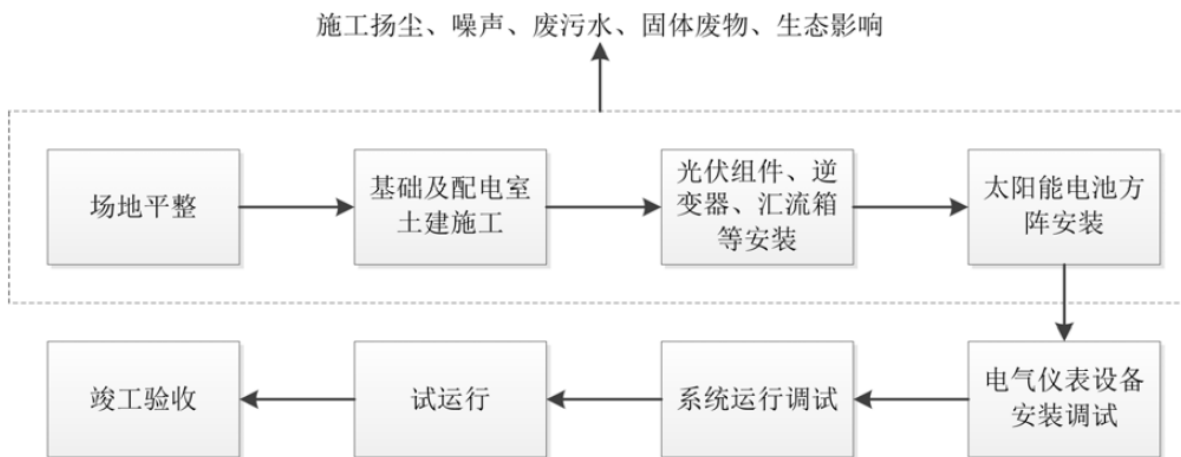 施工扬尘、噪声、废污水、固体废物、生态影响
场地平整
基础及配电室
土建施工
光伏组件、逆
变器、汇流箱
等安装
太阳能电池方
阵安装
电气仪表设备
安装调试
系统运行调试
试运行
竣工验收